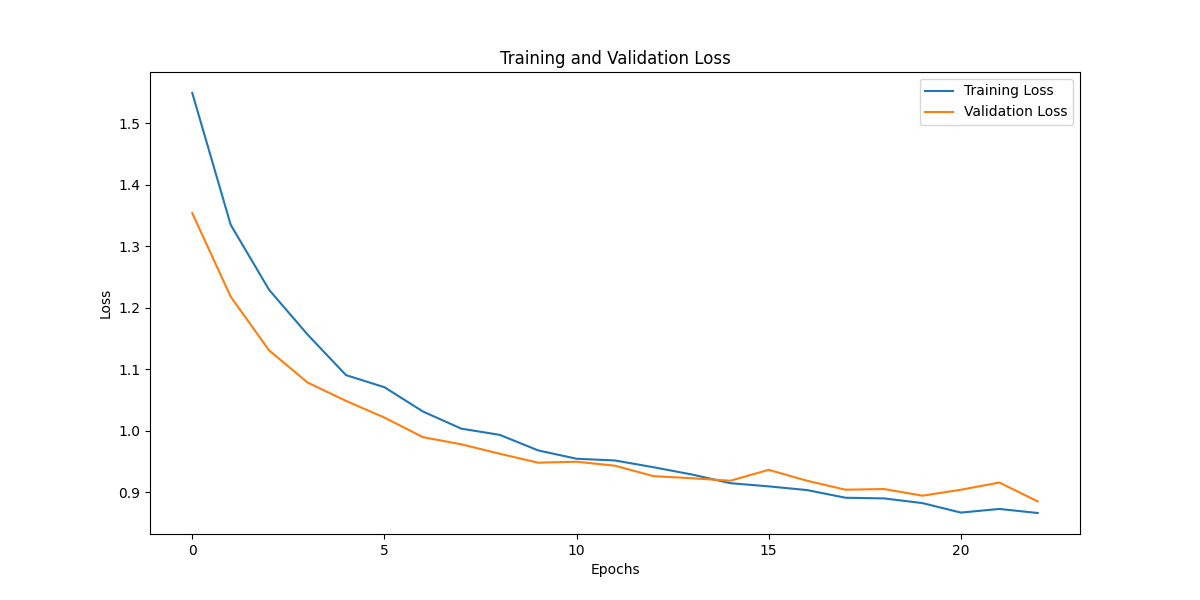 Training and Validation Loss
Training Loss
Validation Loss
1.5
1.4
1.3
1.2
1.1
1.0
0.9
Loss
0 5 10 15 20
Epochs